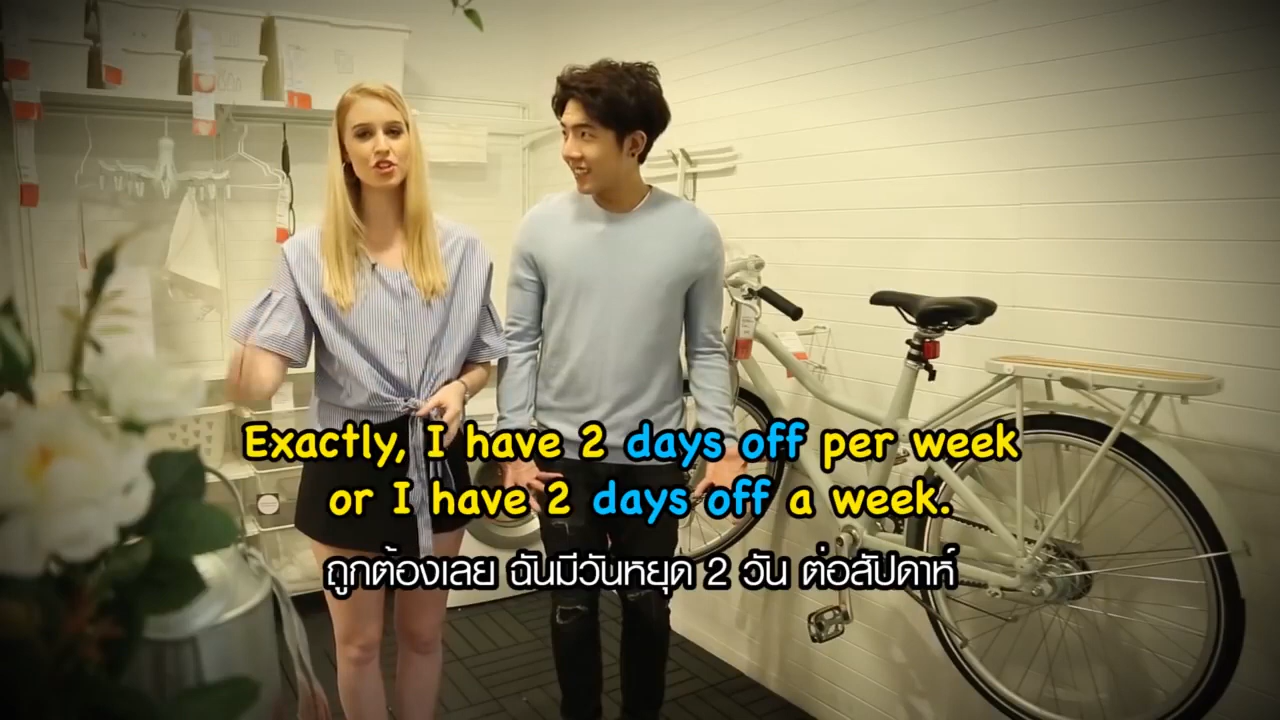 Exactly, I have 2 days off per week
or I have 2 days off a week.
ถูกต้องเลย ฉันมีวันหยุด 2 วัน ต่อสัปดาห์